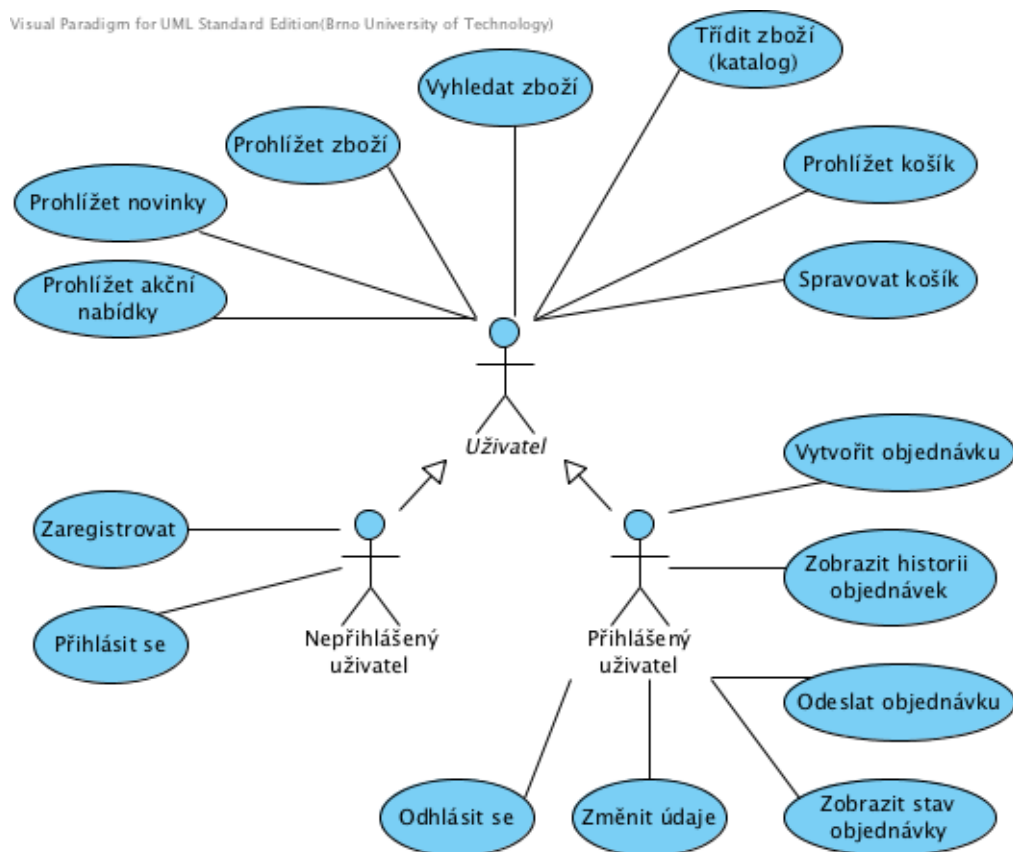 Visual Paradigm for UML Standard Edition(Brno University of Technology)
Třídit zboží
(katalog)
Vyhledat zboží
Prohlížet zboží
Prohlížet košík
Prohlížet novinky
Prohlížet akční
nabídky
Spravovat košík
Uživatel
Vytvořit objednávku
Zaregistrovat
Zobrazit historii
objednávek
Přihlásit se
Nepřihlášený
uživatel
Přihlášený
uživatel
Odeslat objednávku
Odhlásit se
Změnit údaje
Zobrazit stav
objednávky